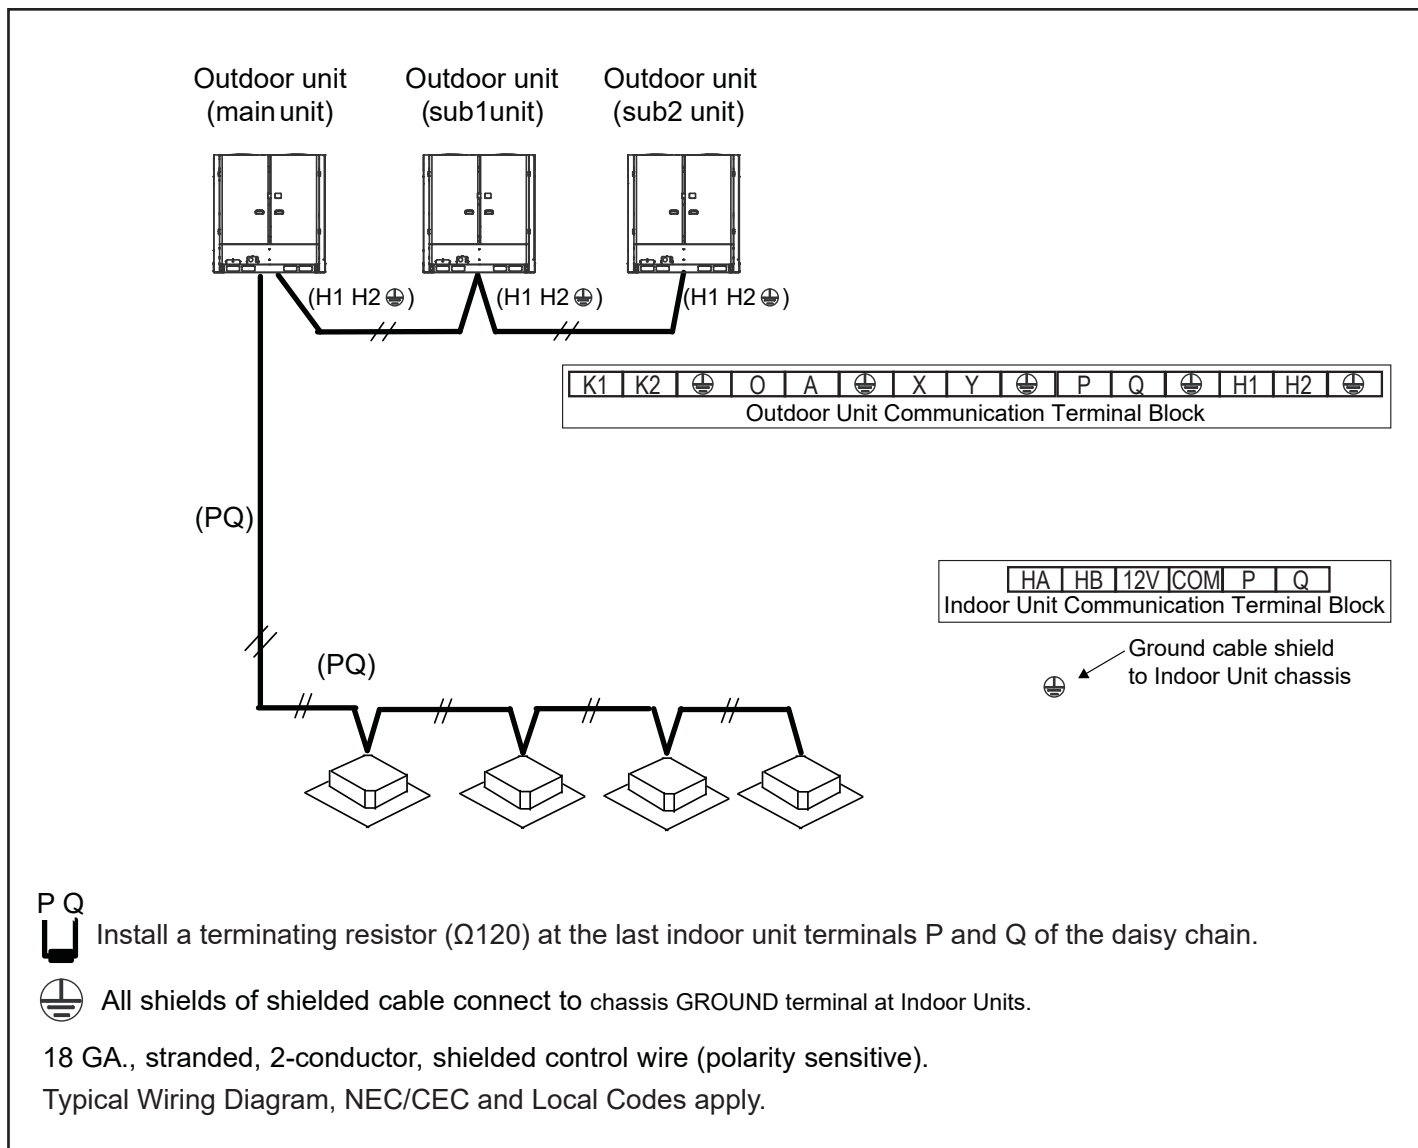 Outdoor unit
(main unit)
Outdoor unit
(sub1unit)
Outdoor unit
(sub2 unit)
(H1 H2 ⏚)
(H1 H2 ⏚)
(H1 H2 ⏚)
K1 K2 ⏚ O A ⏚ X Y ⏚ P Q ⏚ H1 H2 ⏚
Outdoor Unit Communication Terminal Block
(PQ)
HA HB 12V COM P Q
Indoor Unit Communication Terminal Block
Ground cable shield
to Indoor Unit chassis
(PQ)
P Q
Install a terminating resistor (Ω120) at the last indoor unit terminals P and Q of the daisy chain.
All shields of shielded cable connect to chassis GROUND terminal at Indoor Units.
18 GA., stranded, 2-conductor, shielded control wire (polarity sensitive).
Typical Wiring Diagram, NEC/CEC and Local Codes apply.